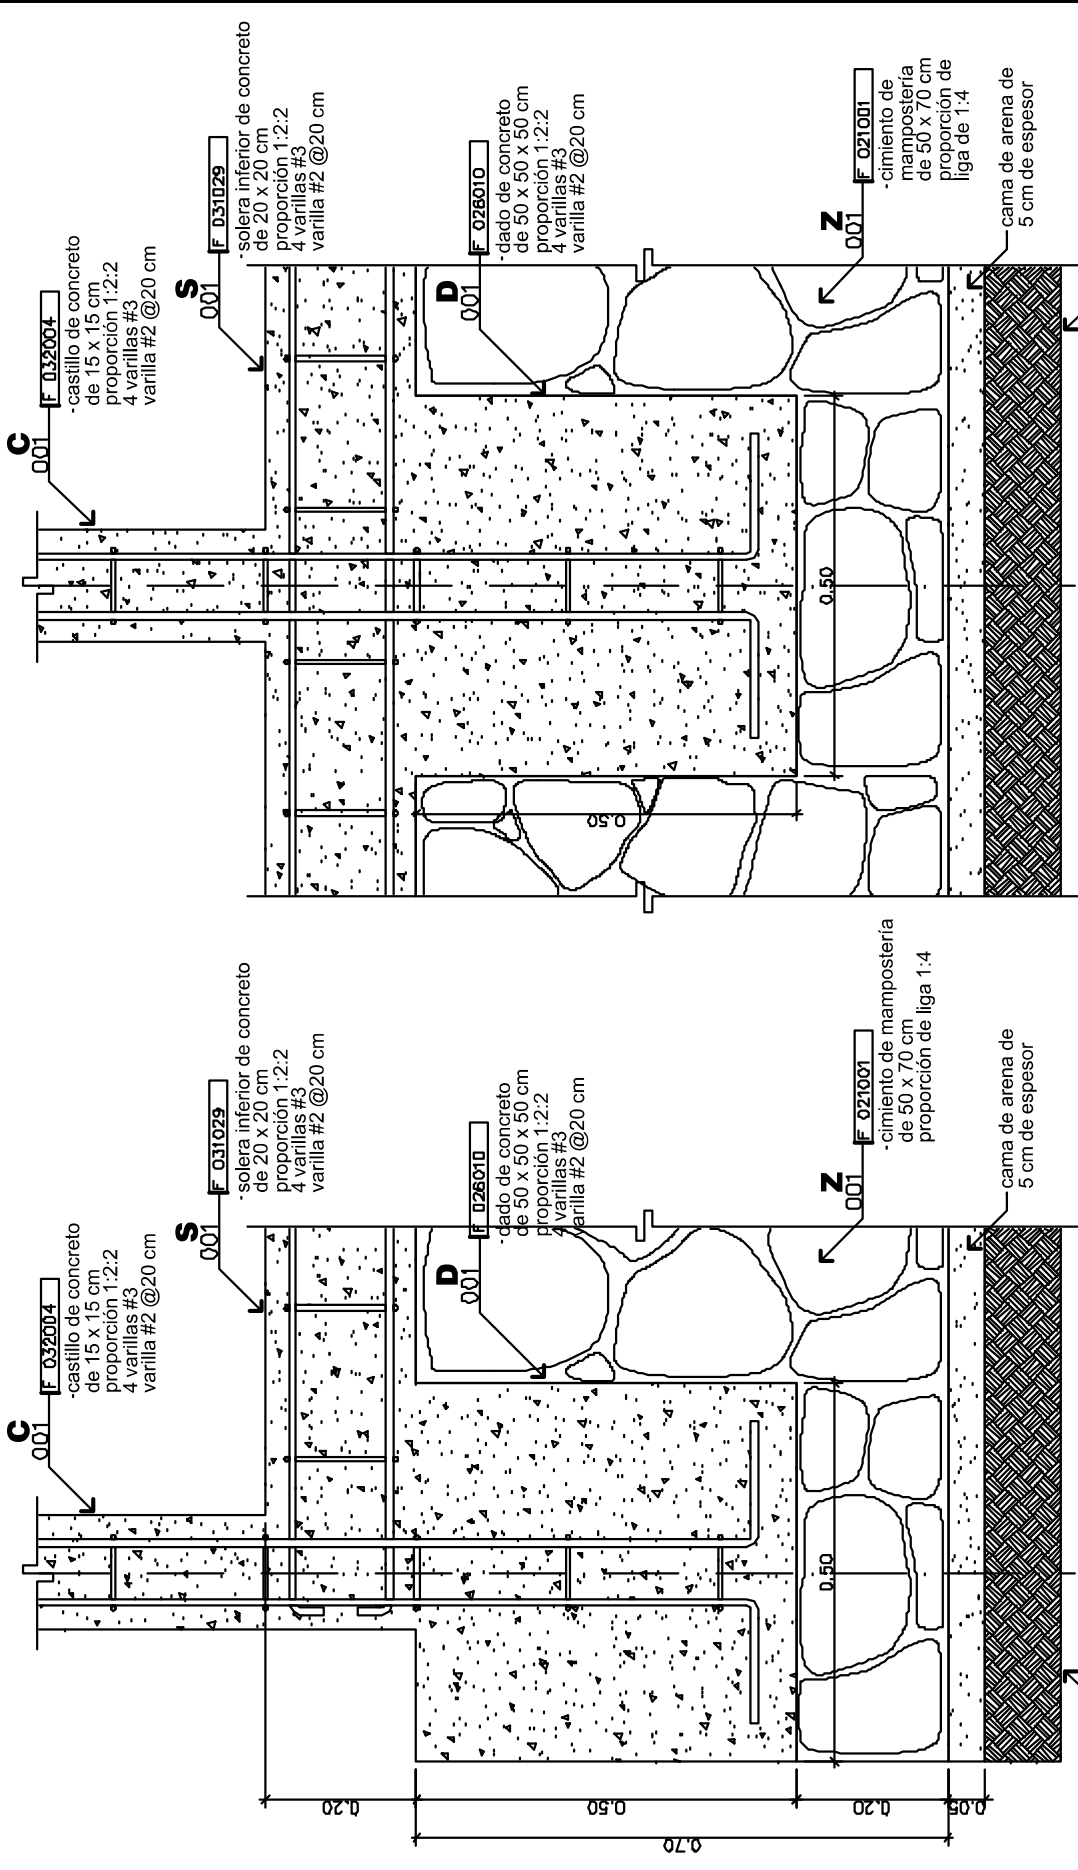 C
001
F 032004
-castillo de concreto
de 15 x 15 cm
proporción 1:2:2
4 varillas #3
varilla #2 @20 cm
S
001
F 031029
-solera inferior de concreto
de 20 x 20 cm
proporción 1:2:2
4 varillas #3
varilla #2 @20 cm
D
001
F 026010
-dado de concreto
de 50 x 50 x 50 cm
proporción 1:2:2
4 varillas #3
varilla #2 @20 cm
Z
001
F 021001
-cimiento de mampostería
de 50 x 70 cm
proporción de liga 1:4
cama de arena de
5 cm de espesor
0.20
0.50
0.20
0.05
0.70
0.50
C
001
F 032004
-castillo de concreto
de 15 x 15 cm
proporción 1:2:2
4 varillas #3
varilla #2 @20 cm
S
001
F 031029
-solera inferior de concreto
de 20 x 20 cm
proporción 1:2:2
4 varillas #3
varilla #2 @20 cm
D
001
F 026010
-dado de concreto
de 50 x 50 x 50 cm
proporción 1:2:2
4 varillas #3
varilla #2 @20 cm
Z
001
F 021001
-cimiento de
mampostería
de 50 x 70 cm
proporción de
liga de 1:4
cama de arena de
5 cm de espesor
0.50
0.50